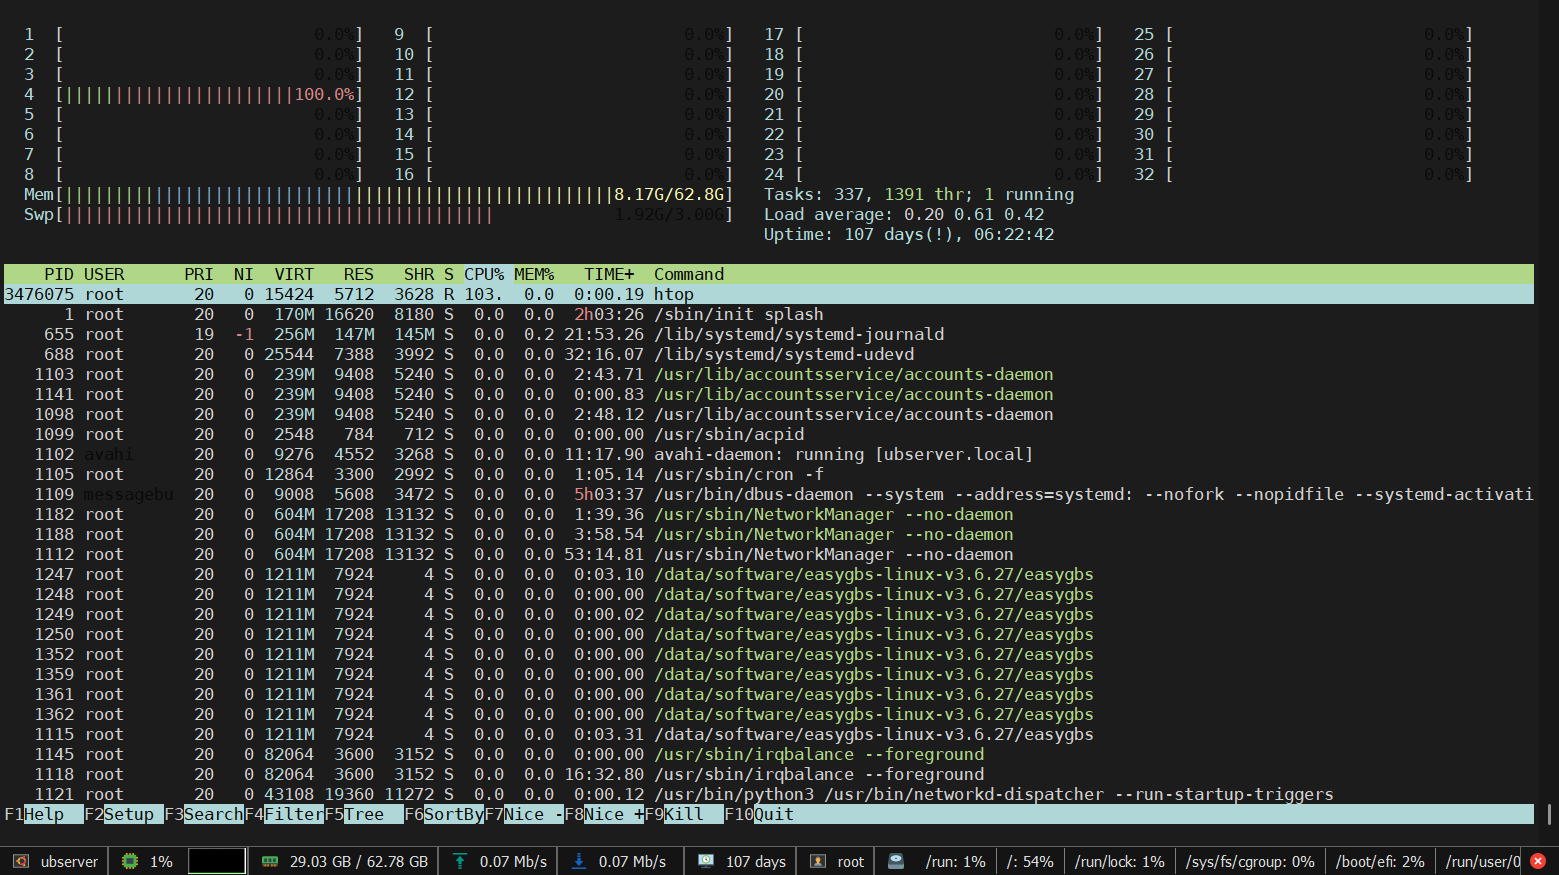 1 [ 0.0%] 9 [ 0.0%] 17 [ 0.0%] 25 [ 0.0%]
2 [ 0.0%] 10 [ 0.0%] 18 [ 0.0%] 26 [ 0.0%]
3 [ 0.0%] 11 [ 0.0%] 19 [ 0.0%] 27 [ 0.0%]
4 [|||||||||||||||||||||||100.0%] 12 [ 0.0%] 20 [ 0.0%] 28 [ 0.0%]
5 [ 0.0%] 13 [ 0.0%] 21 [ 0.0%] 29 [ 0.0%]
6 [ 0.0%] 14 [ 0.0%] 22 [ 0.0%] 30 [ 0.0%]
7 [ 0.0%] 15 [ 0.0%] 23 [ 0.0%] 31 [ 0.0%]
8 [ 0.0%] 16 [ 0.0%] 24 [ 0.0%] 32 [ 0.0%]
Mem[|||||||||||||||||||||||||||||||||||||||||||||||||||||||8.17G/62.8G] Tasks: 337, 1391 thr; 1 running
Swp[||||||||||||||||||||||||||||||||||||||||||| 1.92G/3.00G] Load average: 0.20 0.61 0.42
Uptime: 107 days(!), 06:22:42
PID USER PRI NI VIRT RES SHR S CPU% MEM% TIME+ Command
3476075 root 20 0 15424 5712 3628 R 103. 0.0 0:00.19 htop
1 root 20 0 170M 16620 8180 S 0.0 0.0 2h03:26 /sbin/init splash
655 root 19 -1 256M 147M 145M S 0.0 0.2 21:53.26 /lib/systemd/systemd-journald
688 root 20 0 25544 7388 3992 S 0.0 0.0 32:16.07 /lib/systemd/systemd-udevd
1103 root 20 0 239M 9408 5240 S 0.0 0.0 2:43.71 /usr/lib/accountsservice/accounts-daemon
1141 root 20 0 239M 9408 5240 S 0.0 0.0 0:00.83 /usr/lib/accountsservice/accounts-daemon
1098 root 20 0 239M 9408 5240 S 0.0 0.0 2:48.12 /usr/lib/accountsservice/accounts-daemon
1099 root 20 0 2548 784 712 S 0.0 0.0 0:00.00 /usr/sbin/acpid
1102 avahi 20 0 9276 4552 3268 S 0.0 0.0 11:17.90 avahi-daemon: running [ubserver.local]
1105 root 20 0 12864 3300 2992 S 0.0 0.0 1:05.14 /usr/sbin/cron -f
1109 messagebu 20 0 9008 5608 3472 S 0.0 0.0 5h03:37 /usr/bin/dbus-daemon --system --address=systemd: --nofork --nopidfile --systemd-activati
1182 root 20 0 604M 17208 13132 S 0.0 0.0 1:39.36 /usr/sbin/NetworkManager --no-daemon
1188 root 20 0 604M 17208 13132 S 0.0 0.0 3:58.54 /usr/sbin/NetworkManager --no-daemon
1112 root 20 0 604M 17208 13132 S 0.0 0.0 53:14.81 /usr/sbin/NetworkManager --no-daemon
1247 root 20 0 1211M 7924 4 S 0.0 0.0 0:03.10 /data/software/easygbs-linux-v3.6.27/easygbs
1248 root 20 0 1211M 7924 4 S 0.0 0.0 0:00.00 /data/software/easygbs-linux-v3.6.27/easygbs
1249 root 20 0 1211M 7924 4 S 0.0 0.0 0:00.02 /data/software/easygbs-linux-v3.6.27/easygbs
1250 root 20 0 1211M 7924 4 S 0.0 0.0 0:00.00 /data/software/easygbs-linux-v3.6.27/easygbs
1352 root 20 0 1211M 7924 4 S 0.0 0.0 0:00.00 /data/software/easygbs-linux-v3.6.27/easygbs
1359 root 20 0 1211M 7924 4 S 0.0 0.0 0:00.00 /data/software/easygbs-linux-v3.6.27/easygbs
1361 root 20 0 1211M 7924 4 S 0.0 0.0 0:00.00 /data/software/easygbs-linux-v3.6.27/easygbs
1362 root 20 0 1211M 7924 4 S 0.0 0.0 0:00.00 /data/software/easygbs-linux-v3.6.27/easygbs
1115 root 20 0 1211M 7924 4 S 0.0 0.0 0:03.31 /data/software/easygbs-linux-v3.6.27/easygbs
1145 root 20 0 82064 3600 3152 S 0.0 0.0 0:00.00 /usr/sbin/irqbalance --foreground
1118 root 20 0 82064 3600 3152 S 0.0 0.0 16:32.80 /usr/sbin/irqbalance --foreground
1121 root 20 0 43108 19360 11272 S 0.0 0.0 0:00.12 /usr/bin/python3 /usr/bin/networkd-dispatcher --run-startup-triggers
F1Help F2Setup F3SearchF4FilterF5Tree F6SortByF7Nice -F8Nice +F9Kill F10Quit
ubserver 1% 29.03 GB / 62.78 GB 0.07 Mb/s 0.07 Mb/s 107 days root /run: 1% /: 54% /run/lock: 1% /sys/fs/cgroup: 0% /boot/efi: 2% /run/user/0